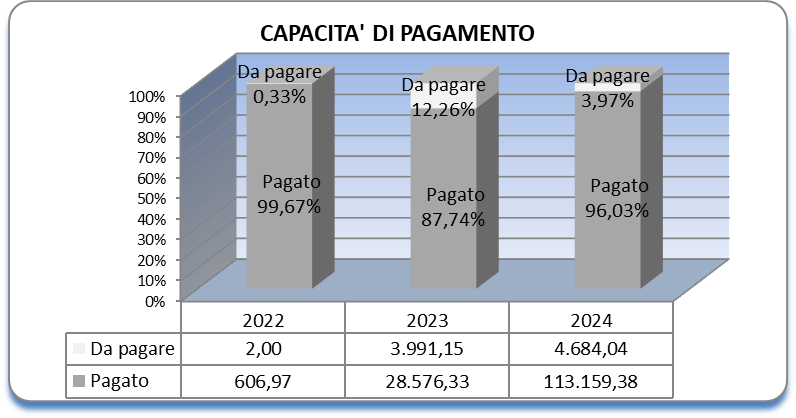 CAPACITA' DI PAGAMENTO
Da pagare
0,33%
Da pagare
12,26%
Da pagare
3,97%
100%
90%
80%
70%
60%
50%
40%
30%
20%
10%
0%
Pagato
99,67%
Pagato
87,74%
Pagato
96,03%
2022 2023 2024
Da pagare 2,00 3.991,15 4.684,04
Pagato 606,97 28.576,33 113.159,38